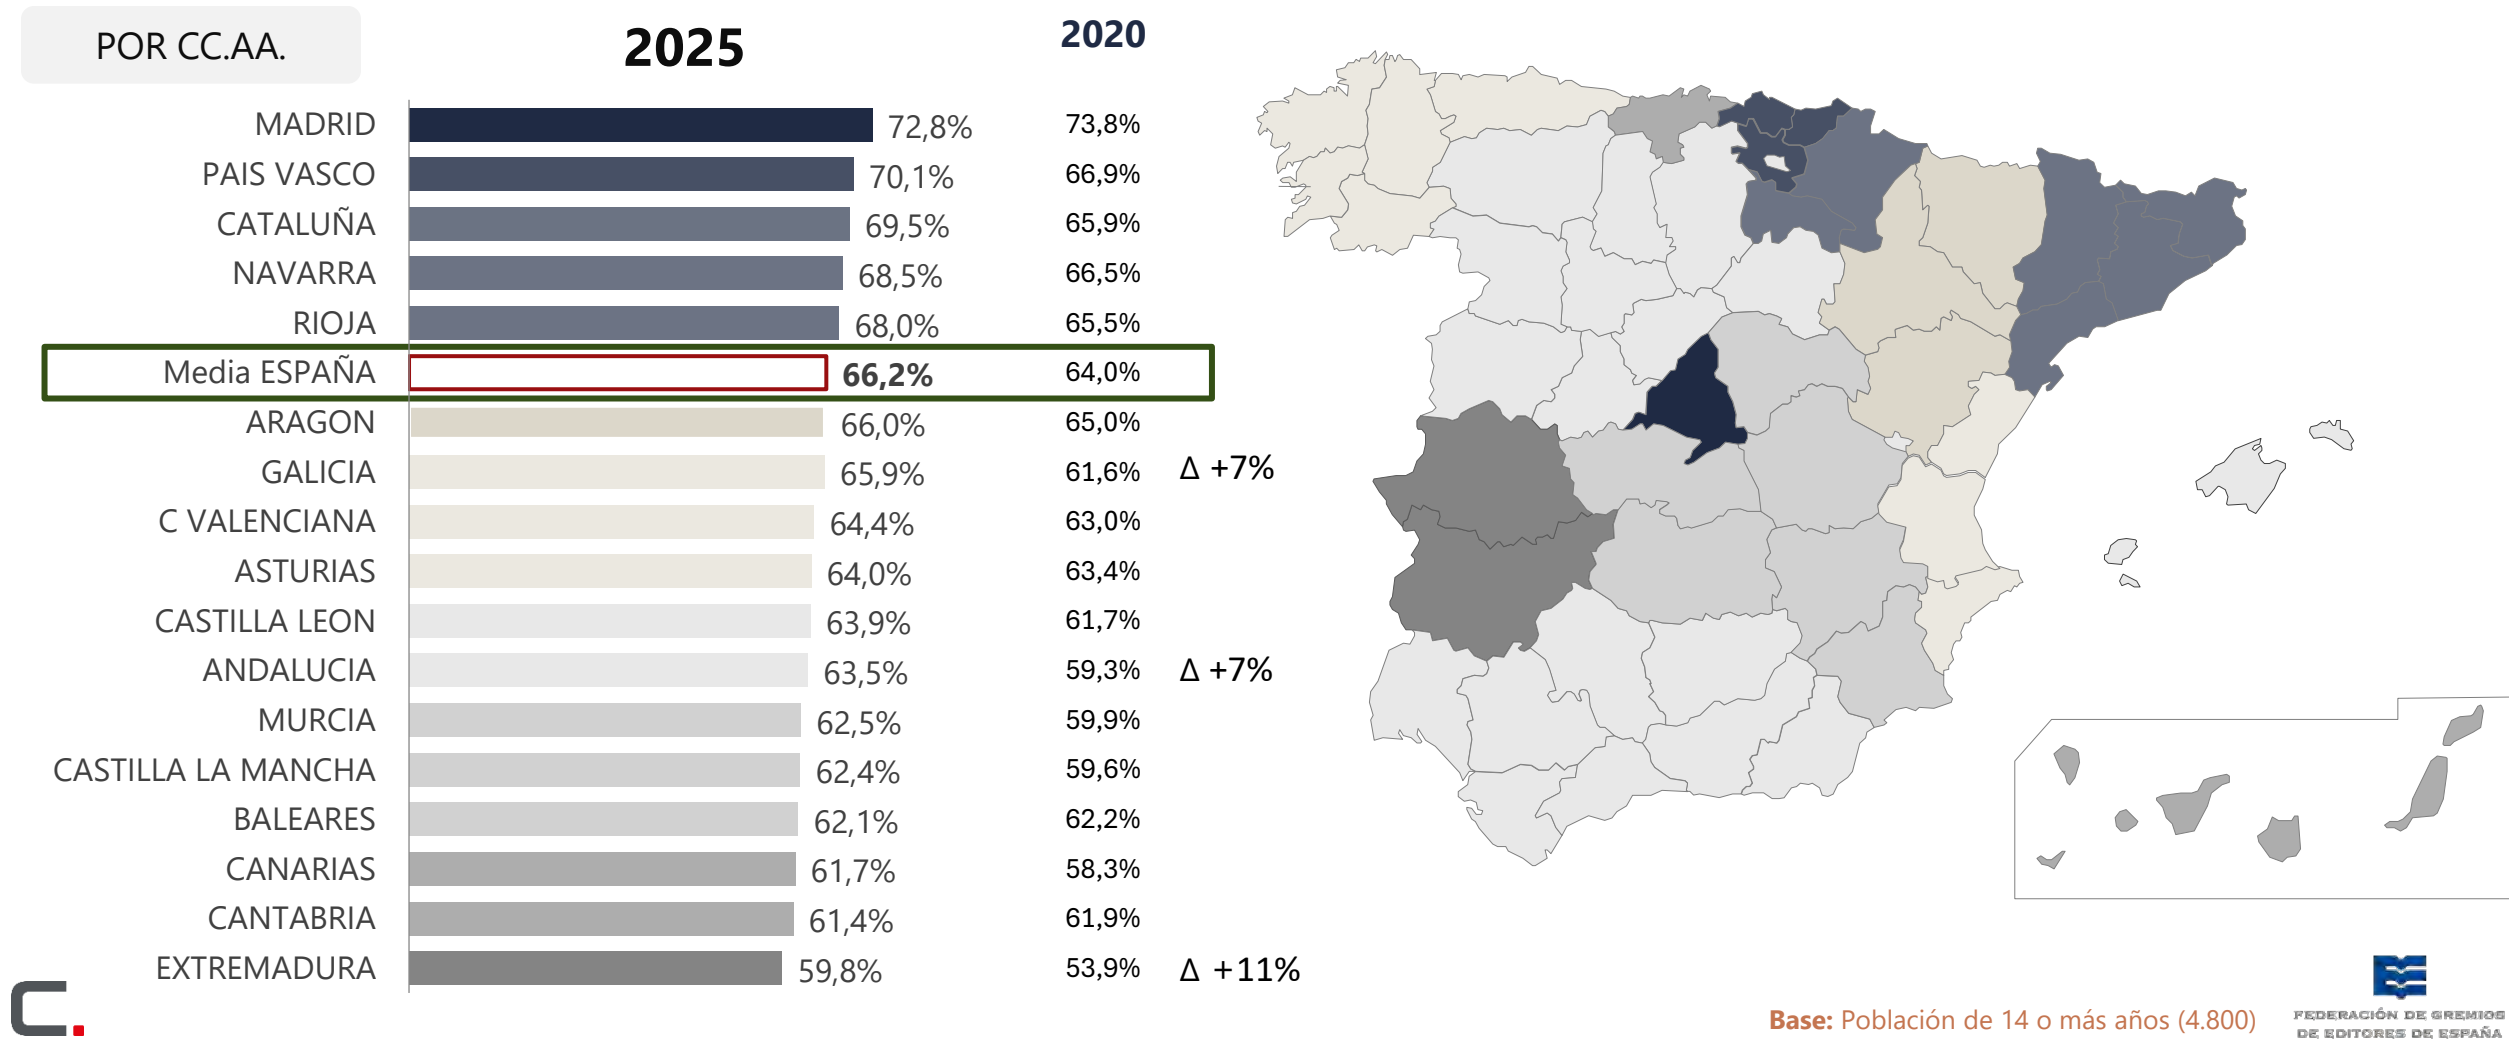 POR CC.AA.
2025
2020
MADRID 72,8% 73,8%
PAIS VASCO 70,1% 66,9%
CATALUÑA 69,5% 65,9%
NAVARRA 68,5% 66,5%
RIOJA 68,0% 65,5%
Media ESPAÑA 66,2% 64,0%
ARAGON 66,0% 65,0%
GALICIA 65,9% 61,6% Δ +7%
C VALENCIANA 64,4% 63,0%
ASTURIAS 64,0% 63,4%
CASTILLA LEON 63,9% 61,7%
ANDALUCIA 63,5% 59,3% Δ +7%
MURCIA 62,5% 59,9%
CASTILLA LA MANCHA 62,4% 59,6%
BALEARES 62,1% 62,2%
CANARIAS 61,7% 58,3%
CANTABRIA 61,4% 61,9%
EXTREMADURA 59,8% 53,9% Δ +11%
C.
Base: Población de 14 o más años (4.800)
FEDERACIÓN DE GREMIOS
DE EDITORES DE ESPAÑA